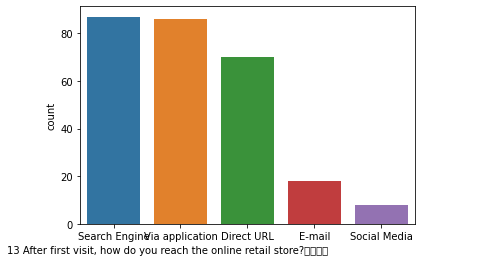 80
60
40
20
0
count
Search Engine Via application Direct URL E-mail Social Media
13 After first visit, how do you reach the online retail store?